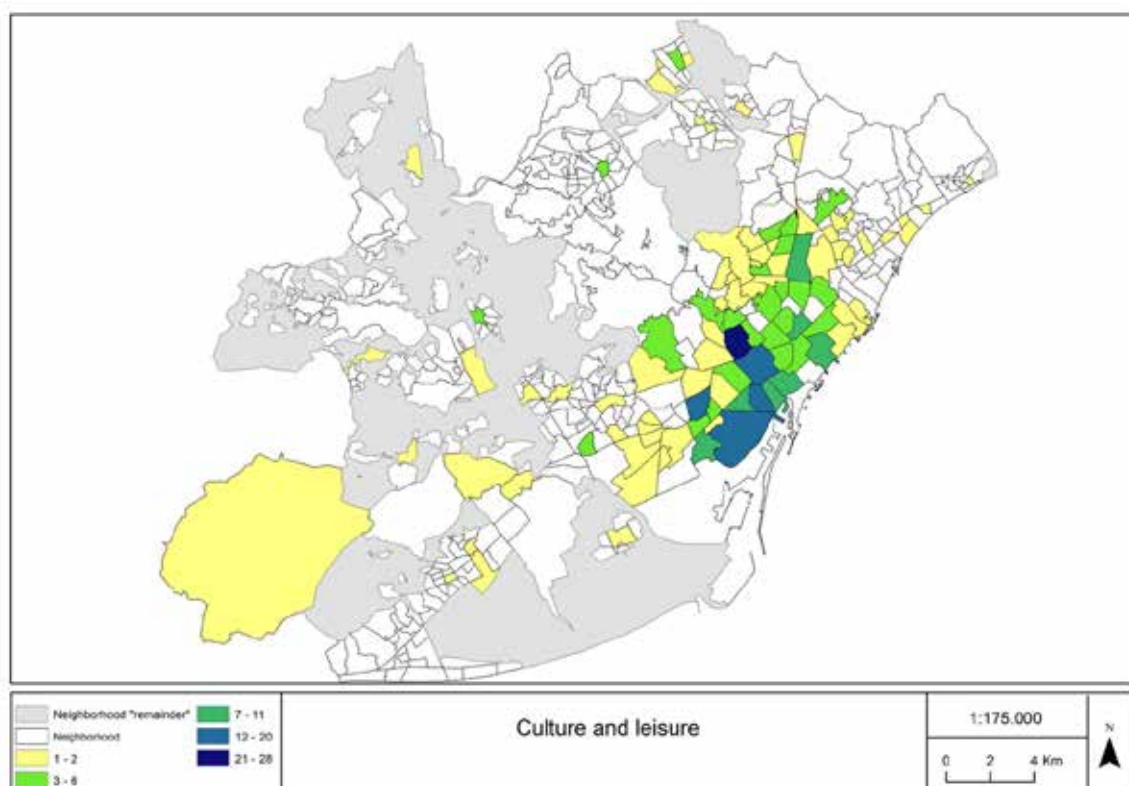 Neighborhood "remainder"
Neighborhood
1 - 2
3 - 6
7 - 11
12 - 20
21 - 28
Culture and leisure
1:175.000
0 2 4 Km
N